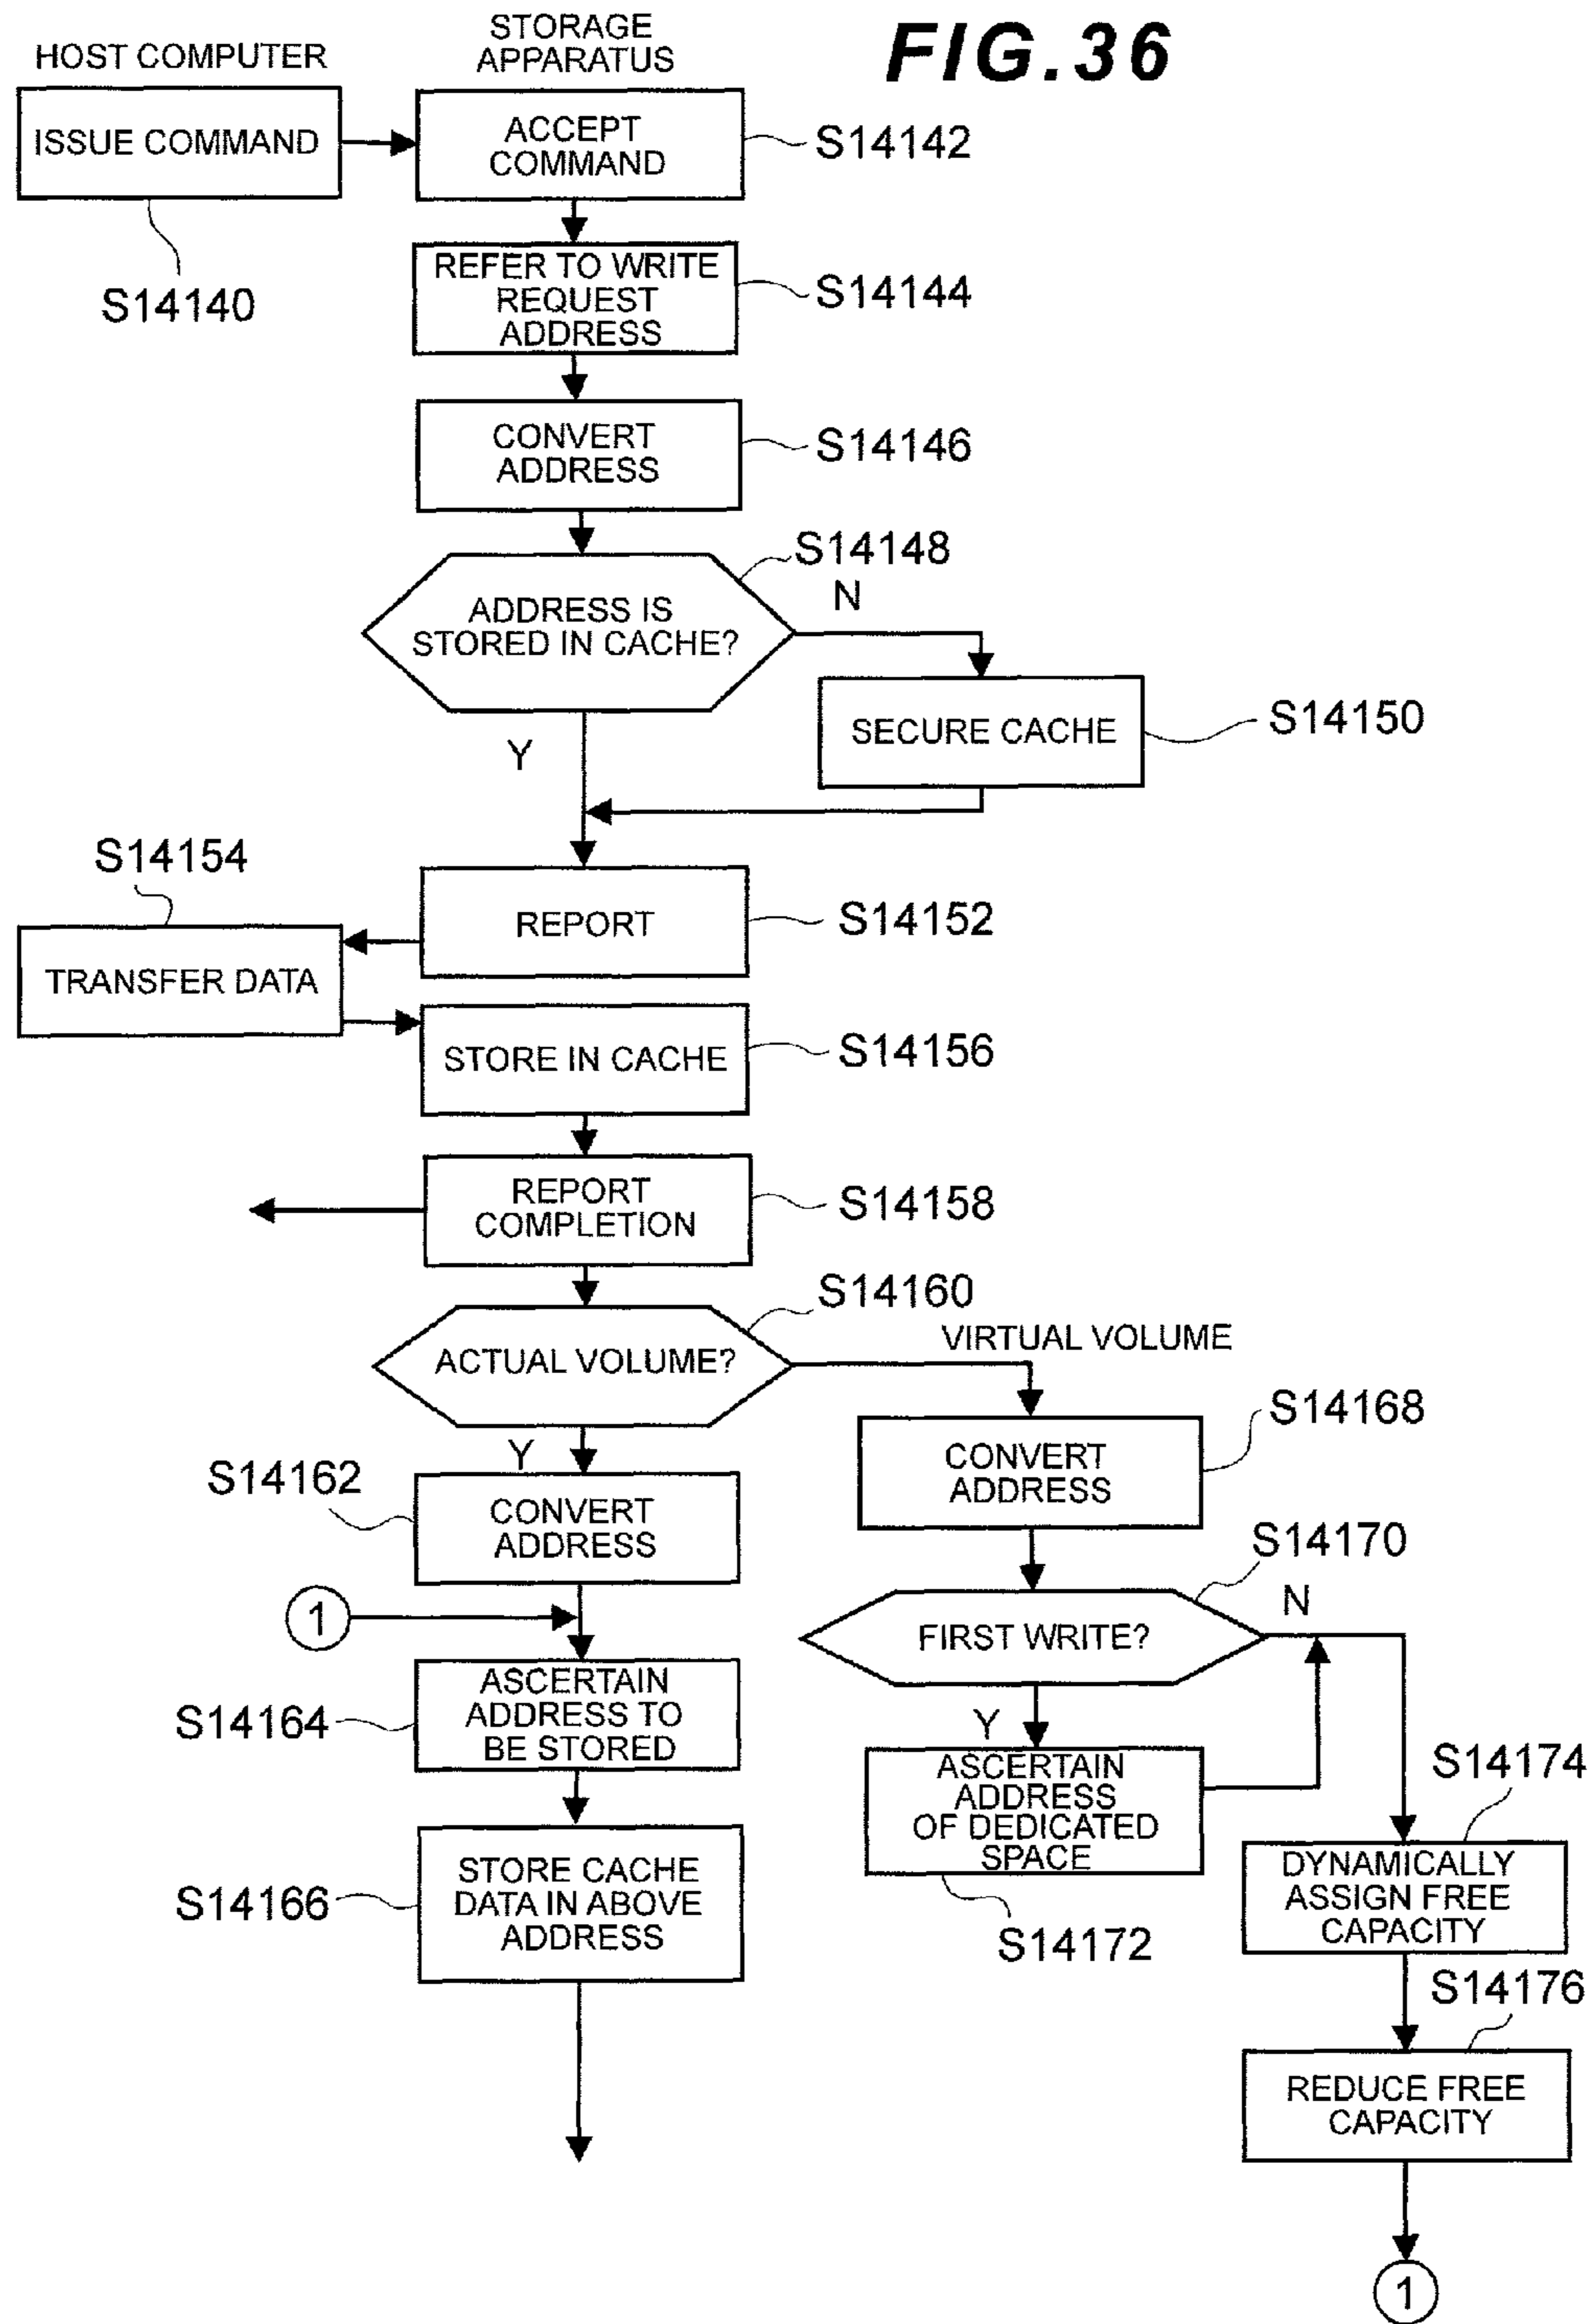 FIG.36
HOST COMPUTER
STORAGE
APPARATUS
ISSUE COMMAND
S14140
ACCEPT
COMMAND
S14142
REFER TO WRITE
REQUEST
ADDRESS
S14144
CONVERT
ADDRESS
S14146
S14148
ADDRESS IS
STORED IN CACHE?
N
SECURE CACHE
S14150
Y
S14154
REPORT
S14152
TRANSFER DATA
STORE IN CACHE
S14156
REPORT
COMPLETION
S14158
S14160
ACTUAL VOLUME?
VIRTUAL VOLUME
Y
S14162
CONVERT
ADDRESS
CONVERT
ADDRESS
S14168
1
S14170
FIRST WRITE?
N
Y
ASCERTAIN
ADDRESS TO
BE STORED
S14164
ASCERTAIN
ADDRESS
OF DEDICATED
SPACE
S14172
S14174
DYNAMICALLY
ASSIGN FREE
CAPACITY
S14166
STORE CACHE
DATA IN ABOVE
ADDRESS
S14176
REDUCE FREE
CAPACITY
1